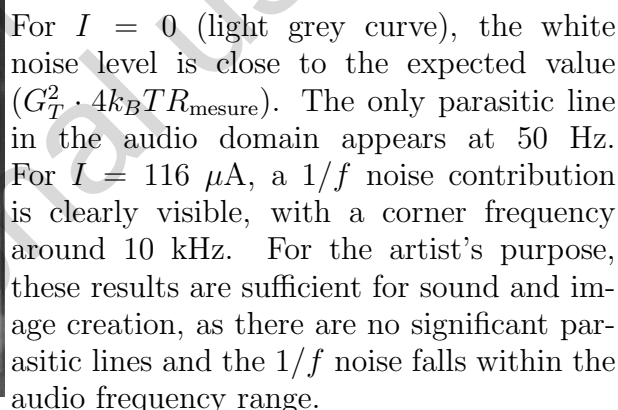 For I = 0 (light grey curve), the white
noise level is close to the expected value
(G_T^2 · 4k_BTR_mesure). The only parasitic line
in the audio domain appears at 50 Hz.
For I = 116 μA, a 1/f noise contribution
is clearly visible, with a corner frequency
around 10 kHz. For the artist's purpose,
these results are sufficient for sound and im-
age creation, as there are no significant par-
asitic lines and the 1/f noise falls within the
audio frequency range.